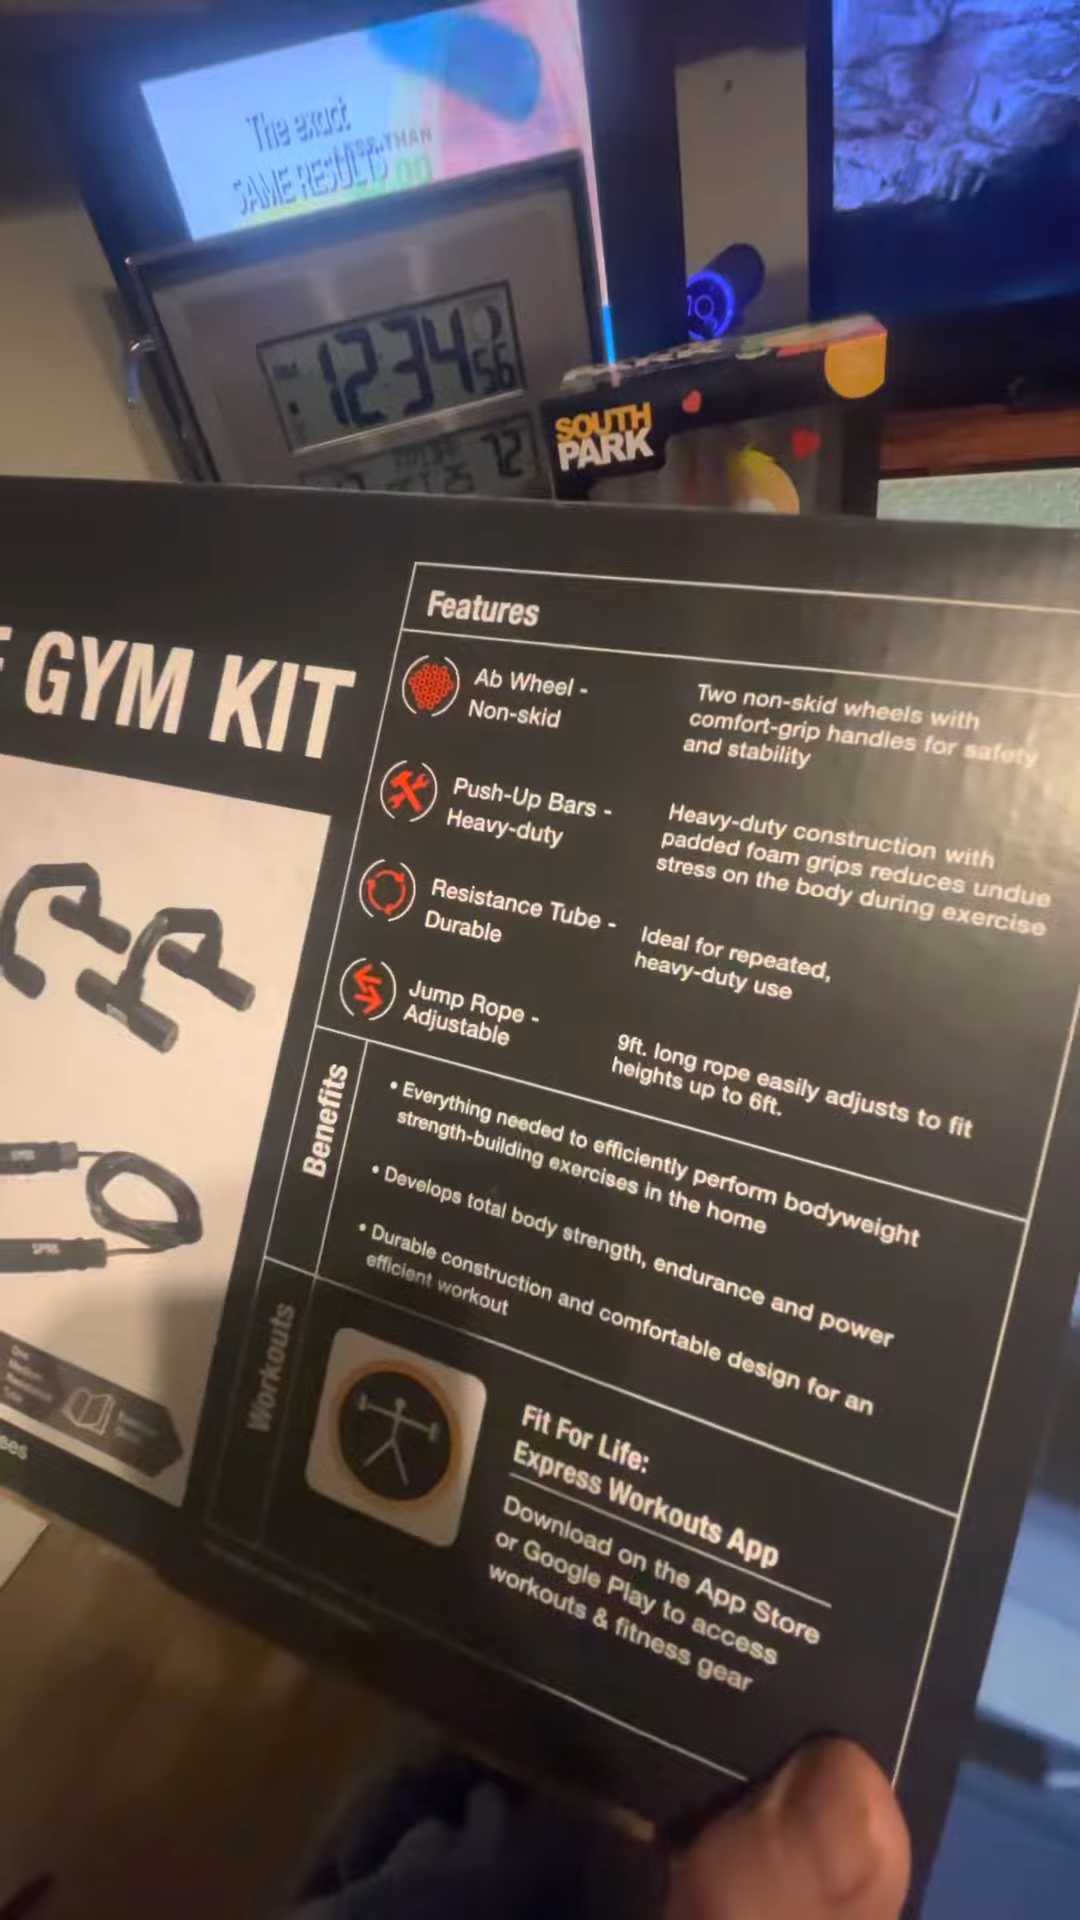 The exact
SAME RESULTS
LESS THAN
12:34 56
72
SOUTH
PARK
GYM KIT
Features
Ab Wheel -
Non-skid
Two non-skid wheels with
comfort-grip handles for safety
and stability
Push-Up Bars -
Heavy-duty
Heavy-duty construction with
padded foam grips reduces undue
stress on the body during exercise
Resistance Tube -
Durable
Ideal for repeated,
heavy-duty use
Jump Rope -
Adjustable
9ft. long rope easily adjusts to fit
heights up to 6ft.
Benefits
• Everything needed to efficiently perform bodyweight
strength-building exercises in the home
• Develops total body strength, endurance and power
• Durable construction and comfortable design for an
efficient workout
Workouts
Fit For Life:
Express Workouts App
Download on the App Store
or Google Play to access
workouts & fitness gear
SPRI